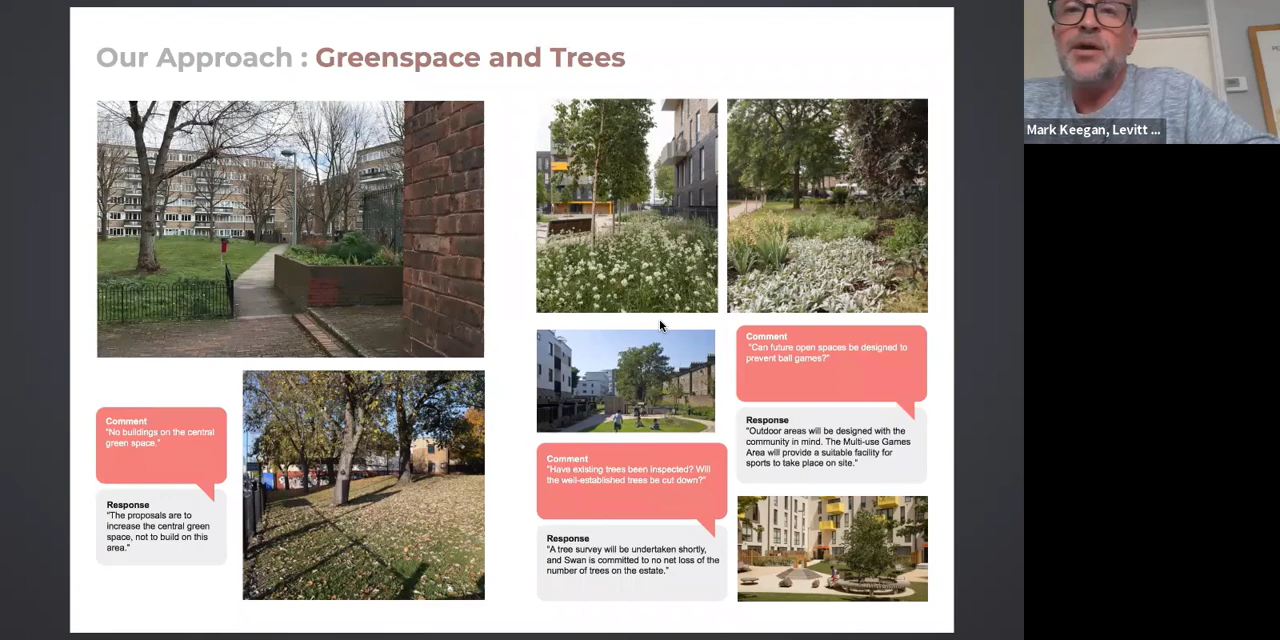 Our Approach : Greenspace and Trees
Mark Keegan, Levitt ...
Comment
"No buildings on the central
green space."
Response
"The proposals are to
increase the central green
space, not to build on this
area."
Comment
"Have existing trees been inspected? Will
the well-established trees be cut down?"
Response
"A tree survey will be undertaken shortly,
and Swan is committed to no net loss of the
number of trees on the estate."
Comment
"Can future open spaces be designed to
prevent ball games?"
Response
"Outdoor areas will be designed with the
community in mind. The Multi-use Games
Area will provide a suitable facility for
sports to take place on site."